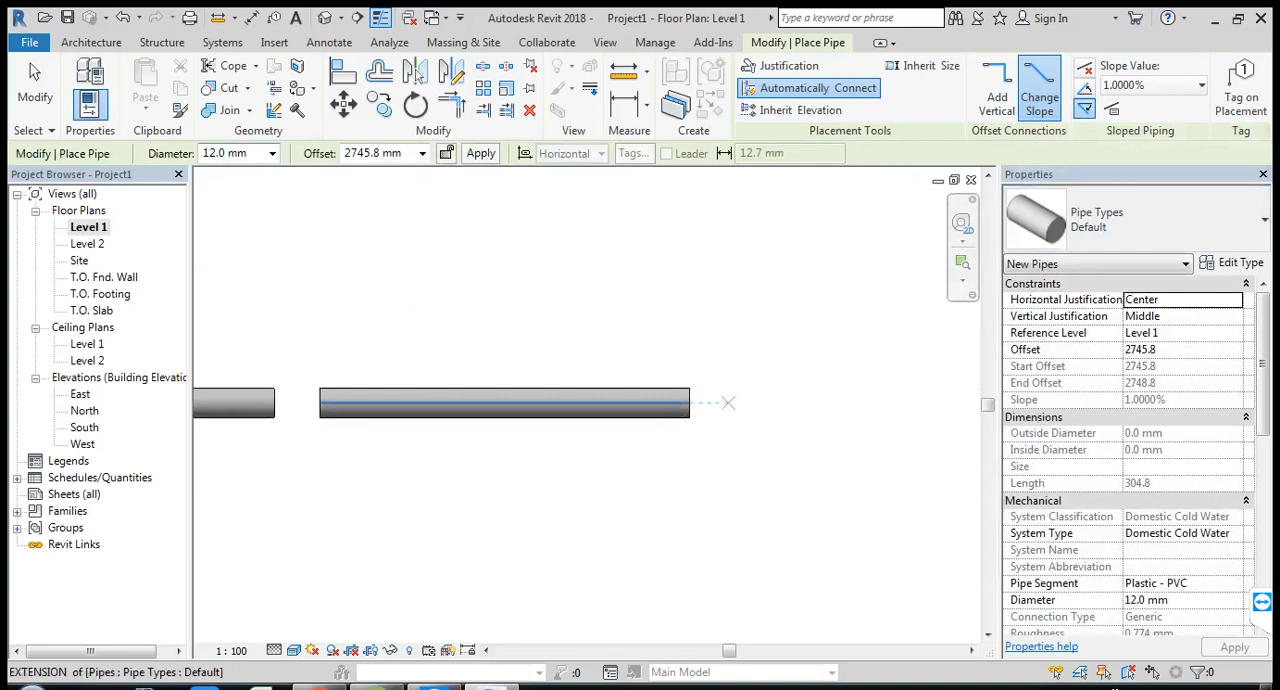 Autodesk Revit 2018 - Project1 - Floor Plan: Level 1
Type a keyword or phrase
Sign In
File Architecture Structure Systems Insert Annotate Analyze Massing & Site Collaborate View Manage Add-Ins Modify | Place Pipe
Modify
Select
Properties
Paste
Clipboard
Cope
Cut
Join
Geometry
Modify
View
Measure
Create
Justification
Automatically Connect
Inherit Elevation
Inherit Size
Placement Tools
Add Vertical
Change Slope
Offset Connections
Slope Value:
1.0000%
Sloped Piping
Tag on Placement
Tag
Modify | Place Pipe Diameter: 12.0 mm Offset: 2745.8 mm Apply Horizontal Tags... Leader 12.7 mm
Project Browser - Project1
Views (all)
Floor Plans
Level 1
Level 2
Site
T.O. Fnd. Wall
T.O. Footing
T.O. Slab
Ceiling Plans
Level 1
Level 2
Elevations (Building Elevatio
East
North
South
West
Legends
Schedules/Quantities
Sheets (all)
Families
Groups
Revit Links
2D
Properties
Pipe Types
Default
New Pipes Edit Type
Constraints
Horizontal Justification Center
Vertical Justification Middle
Reference Level Level 1
Offset 2745.8
Start Offset 2745.8
End Offset 2748.8
Slope 1.0000%
Dimensions
Outside Diameter 0.0 mm
Inside Diameter 0.0 mm
Size
Length 304.8
Mechanical
System Classification Domestic Cold Water
System Type Domestic Cold Water
System Name
System Abbreviation
Pipe Segment Plastic - PVC
Diameter 12.0 mm
Connection Type Generic
Roughness 0.774 mm
Properties help Apply
1 : 100
EXTENSION of [Pipes : Pipe Types : Default] :0 Main Model :0